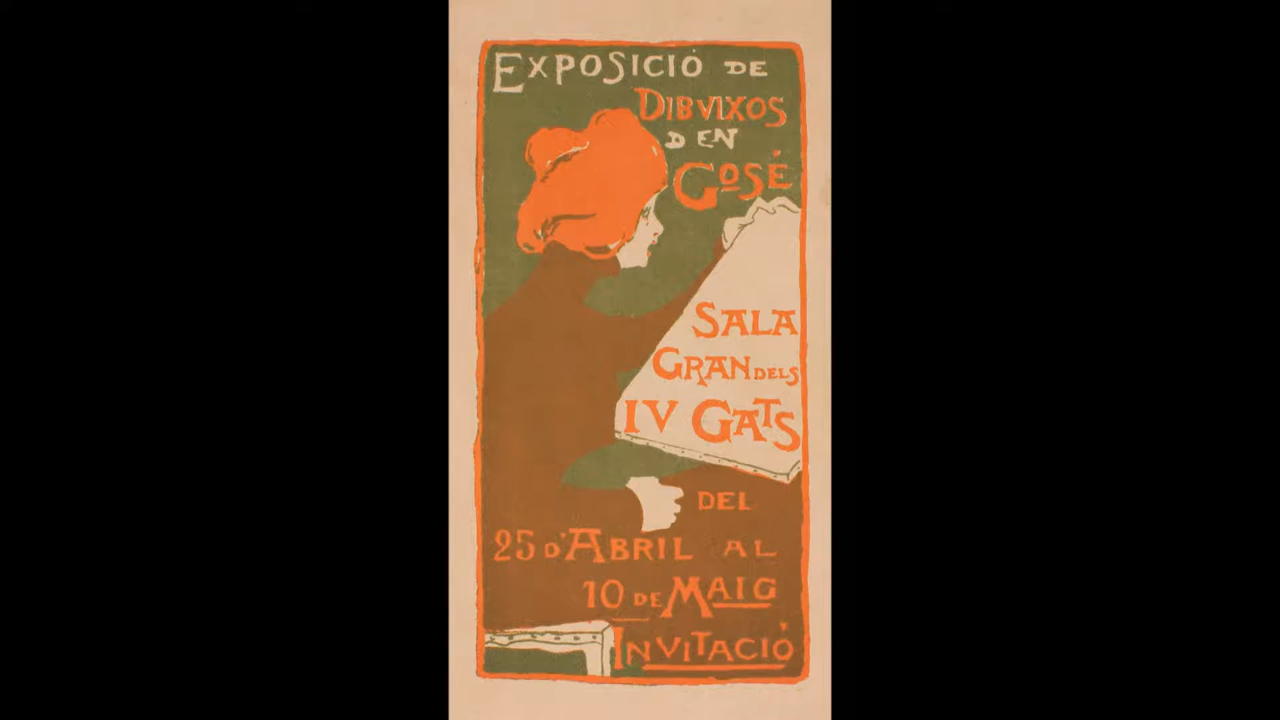 EXPOSICIÓ DE
DIBVIXOS
D EN
GOSÉ
SALA
GRAN DELS
IV GATS
DEL
25 D'ABRIL AL
10 DE MAIG
INVITACIÓ